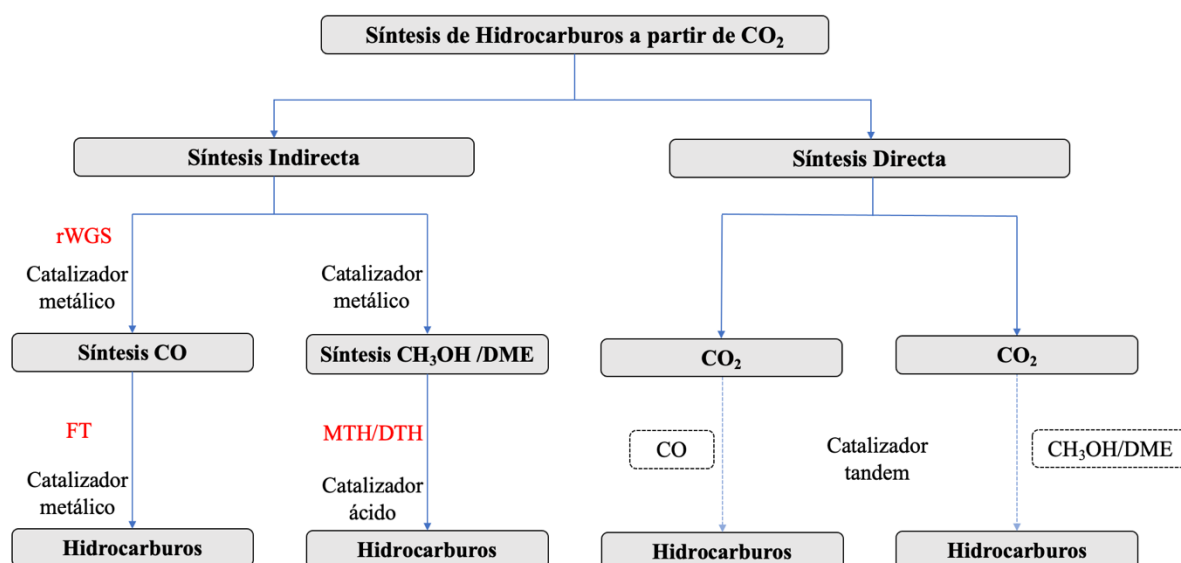 Síntesis de Hidrocarburos a partir de CO₂
Síntesis Indirecta
Síntesis Directa
rWGS
Catalizador
metálico
Catalizador
metálico
Síntesis CO
Síntesis CH₃OH /DME
CO₂
CO₂
FT
MTH/DTH
CO
Catalizador
tandem
CH₃OH/DME
Catalizador
metálico
Catalizador
ácido
Hidrocarburos
Hidrocarburos
Hidrocarburos
Hidrocarburos